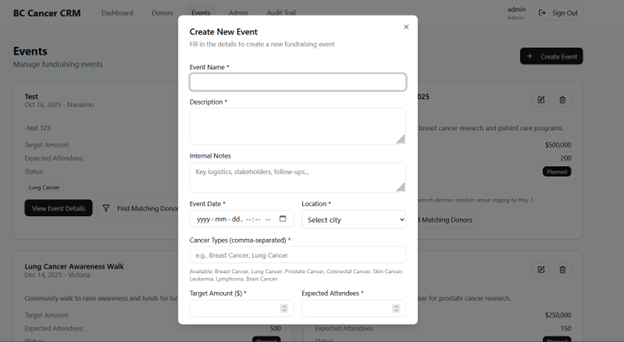 BC Cancer CRM Dashboard Donors Events Admin Audit Trail admin Sign Out
Admin
Events
Manage fundraising events
Create Event
Create New Event
Fill in the details to create a new fundraising event
Event Name *
Description *
Internal Notes
Key logistics, stakeholders, follow-ups...
Event Date * Location *
yyyy-mm-dd, --:-- -- Select city
Cancer Types (comma-separated) *
e.g., Breast Cancer, Lung Cancer
Available: Breast Cancer, Lung Cancer, Prostate Cancer, Colorectal Cancer, Skin Cancer,
Leukemia, Lymphoma, Brain Cancer
Target Amount ($) * Expected Attendees *
Test
Oct 16, 2025 - Nanaimo
-test 123
Target Amount:
Expected Attendees:
Status:
Lung Cancer
View Event Details Find Matching Donors
2025
breast cancer research and patient care programs.
$500,000
200
Planned
search director confirm venue staging by May
Matching Donors
Lung Cancer Awareness Walk
Dec 14, 2025 - Victoria
Community walk to raise awareness and funds for
Target Amount:
Expected Attendees: 500
Status:
for prostate cancer research.
$250,000
150
Planned